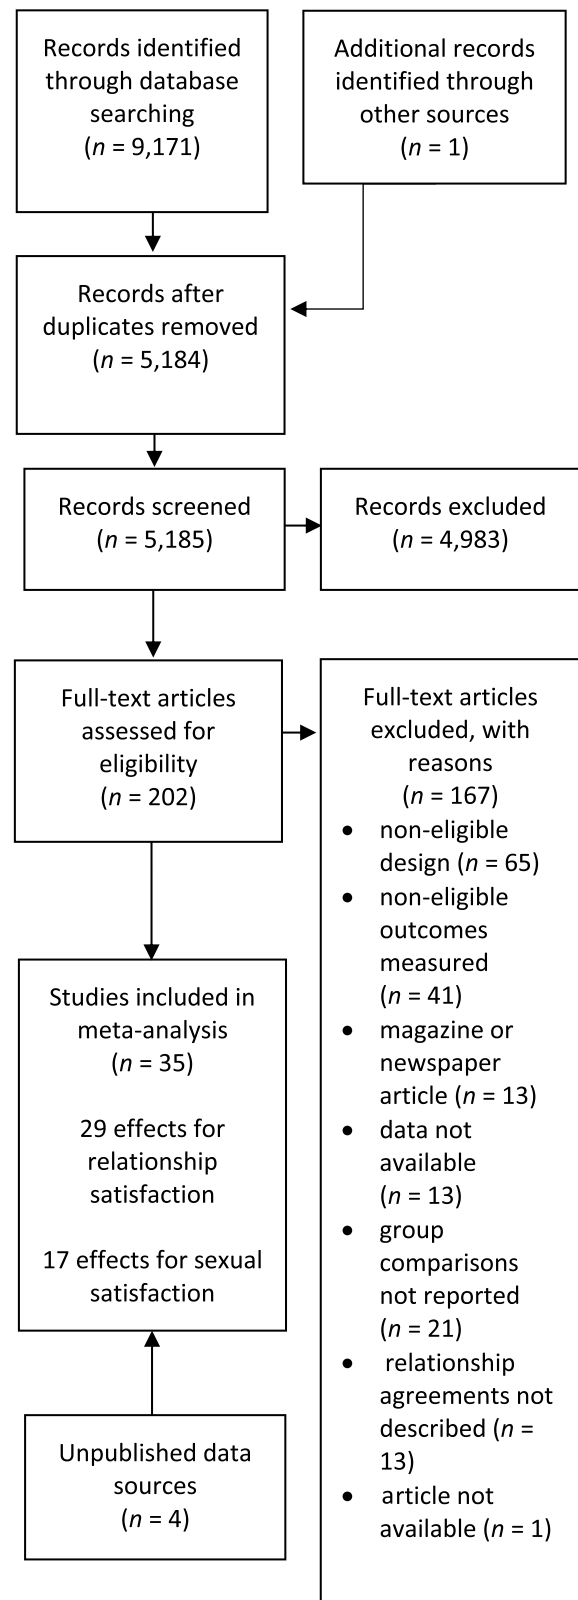 Records identified
through database
searching
(n = 9,171)
Additional records
identified through
other sources
(n = 1)
Records after
duplicates removed
(n = 5,184)
Records screened
(n = 5,185)
Records excluded
(n = 4,983)
Full-text articles
assessed for
eligibility
(n = 202)
Full-text articles
excluded, with
reasons
(n = 167)
• non-eligible
design (n = 65)
• non-eligible
outcomes
measured
(n = 41)
• magazine or
newspaper
article (n = 13)
• data not
available
(n = 13)
• group
comparisons
not reported
(n = 21)
• relationship
agreements not
described (n =
13)
• article not
available (n = 1)
Studies included in
meta-analysis
(n = 35)
29 effects for
relationship
satisfaction
17 effects for sexual
satisfaction
Unpublished data
sources
(n = 4)